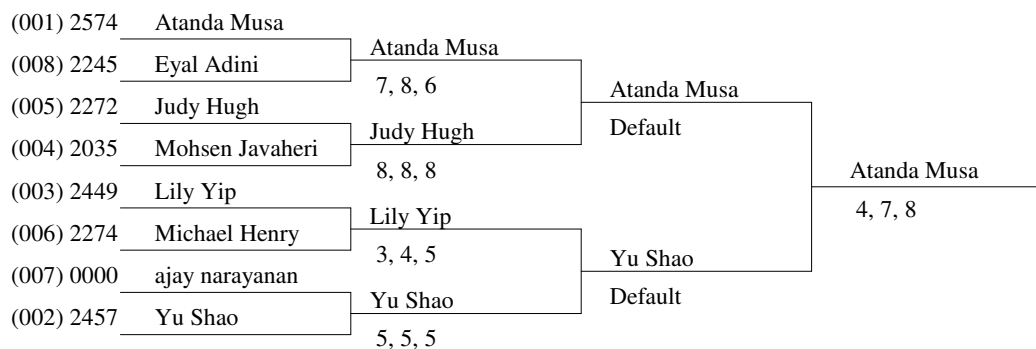 (001) 2574 Atanda Musa
(008) 2245 Eyal Adini
(005) 2272 Judy Hugh
(004) 2035 Mohsen Javaheri
(003) 2449 Lily Yip
(006) 2274 Michael Henry
(007) 0000 ajay narayanan
(002) 2457 Yu Shao
Atanda Musa
7, 8, 6
Judy Hugh
8, 8, 8
Lily Yip
3, 4, 5
Yu Shao
5, 5, 5
Atanda Musa
Default
Yu Shao
Default
Atanda Musa
4, 7, 8